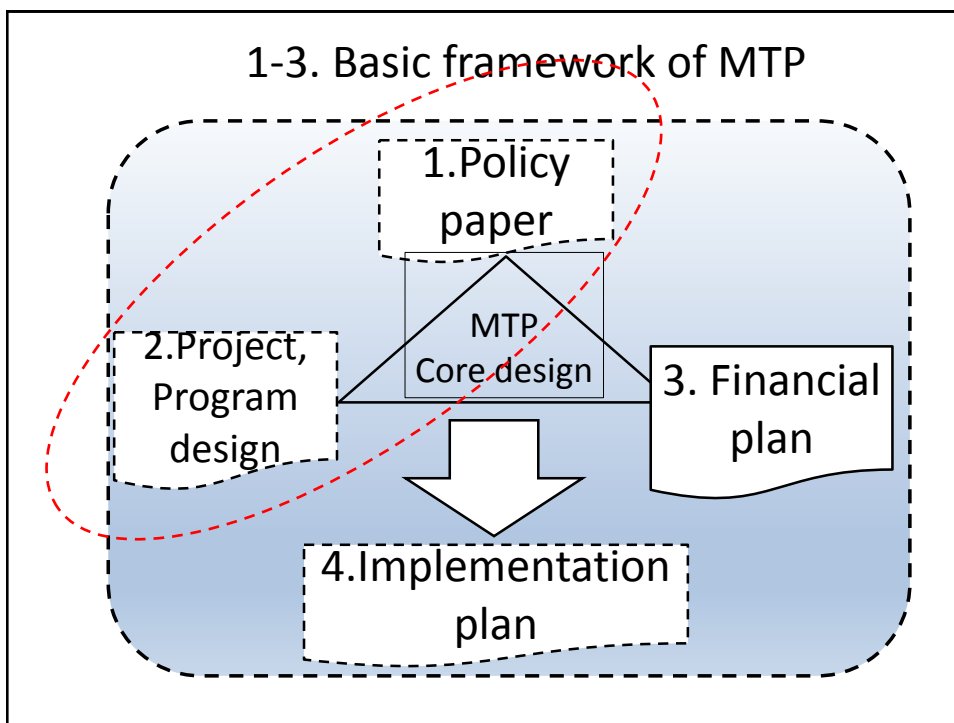 1-3. Basic framework of MTP
1.Policy
paper
MTP
Core design
2.Project,
Program
design
3. Financial
plan
4.Implementation
plan